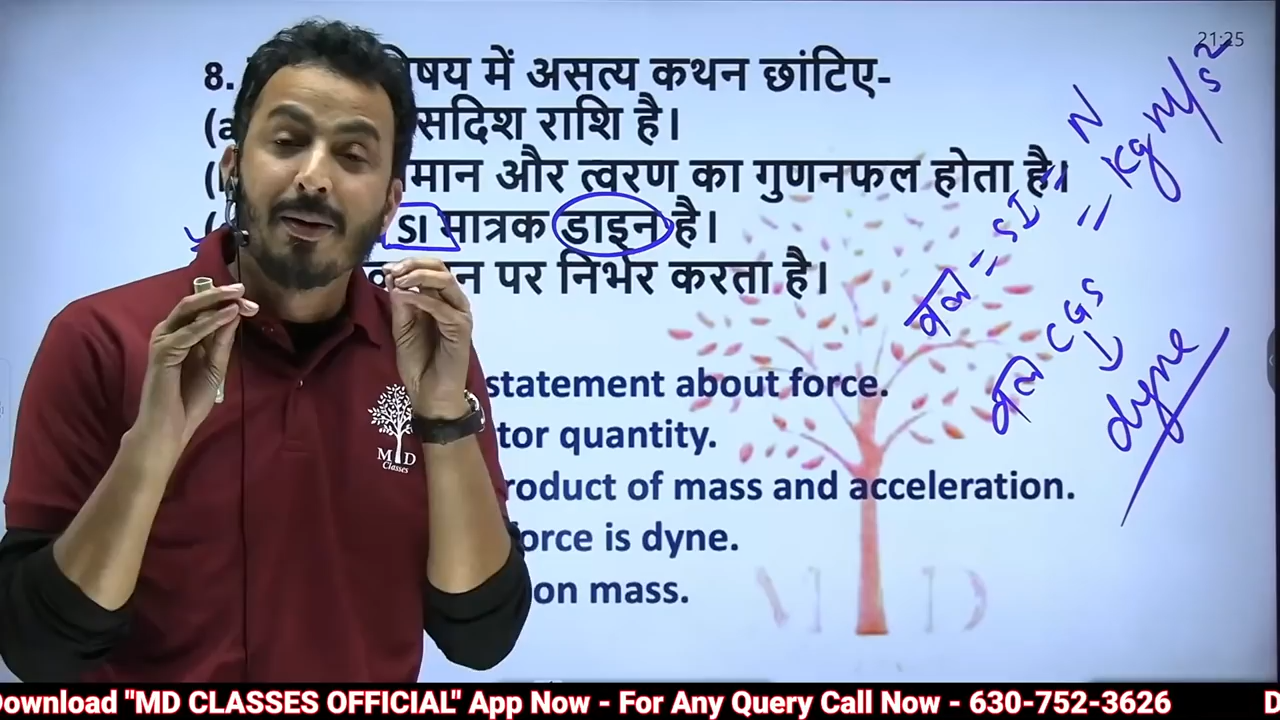 21:25
8. विषय में असत्य कथन छांटिए-
(a सदिश राशि है।
मान और त्वरण का गुणनफल होता है।
SI मात्रक डाइन है।
न पर निर्भर करता है।
statement about force.
tor quantity.
roduct of mass and acceleration.
force is dyne.
on mass.
बल = SI = N
= Kg m/s²
बल CGS
↓
dyne
MD
Classes
M D
Download "MD CLASSES OFFICIAL" App Now - For Any Query Call Now - 630-752-3626